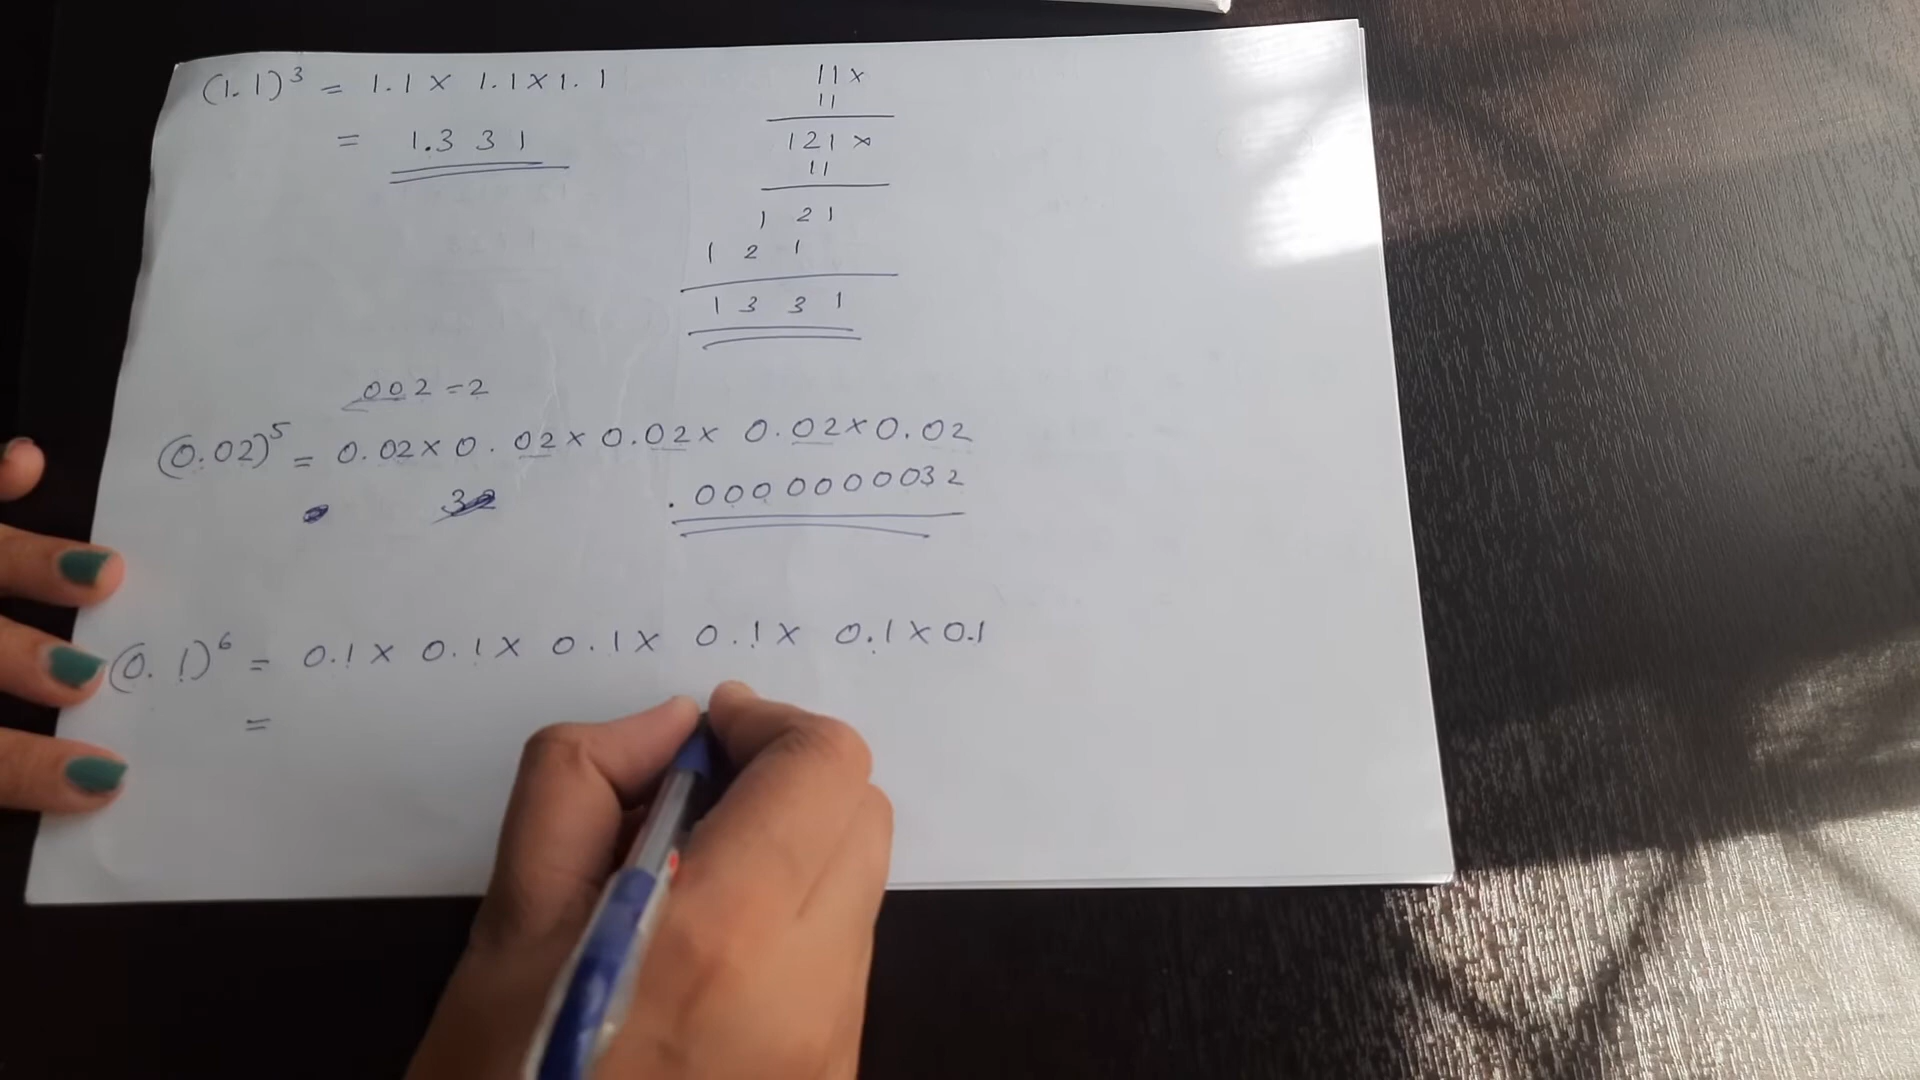 (1.1)³ = 1.1 x 1.1 x 1.1
= 1.3 3 1
11 x
11
121 x
11
1 2 1
1 2 1
1 3 3 1
002 = 2
(0.02)⁵ = 0.02 x 0.02 x 0.02 x 0.02 x 0.02
.0000000032
(0.1)⁶ = 0.1 x 0.1 x 0.1 x 0.1 x 0.1 x 0.1
=